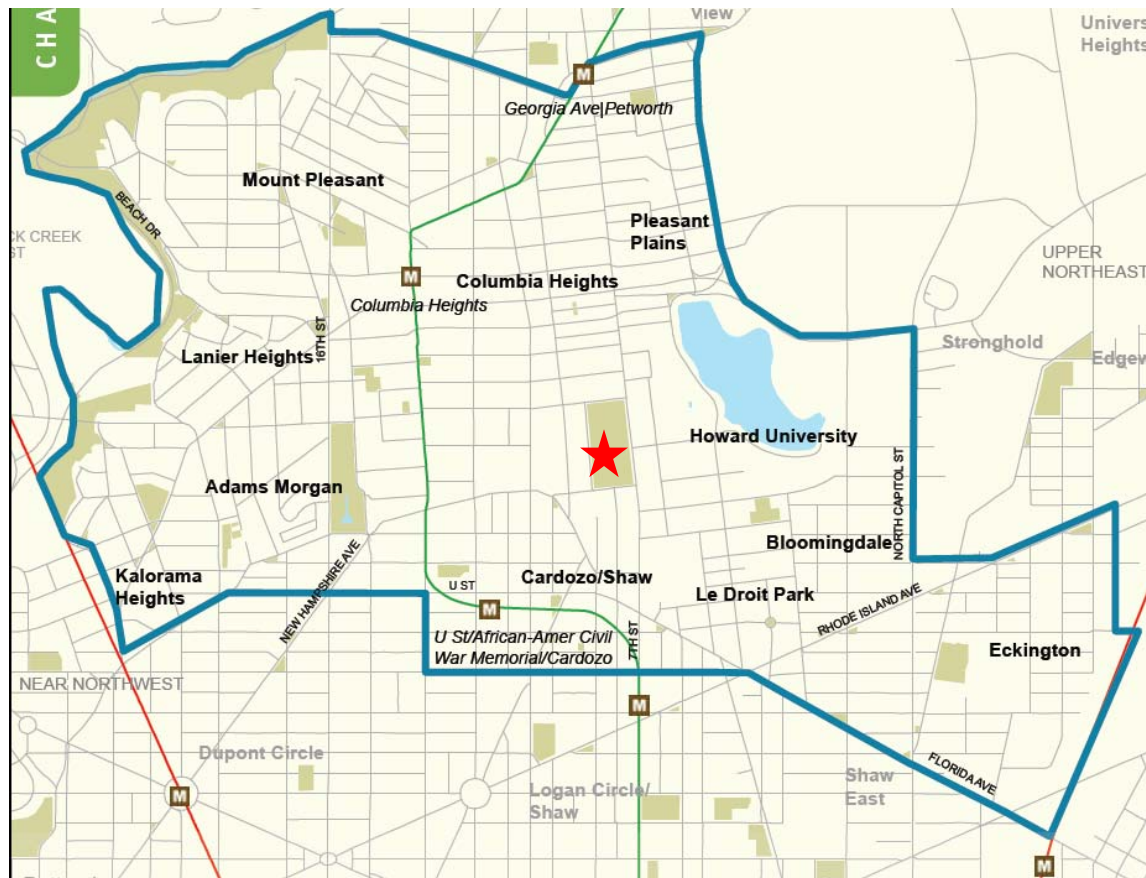 CHA
View
Univers
Heights
M
Georgia Ave|Petworth
Mount Pleasant
BEACH DR
Pleasant
Plains
CK CREEK
ST
UPPER
NORTHEAST
M
Columbia Heights
Columbia Heights
16TH ST
Lanier Heights
Stronghold
Edgew
Howard University
Adams Morgan
NORTH CAPITOL ST
Bloomingdale
NEW HAMPSHIRE AVE
Kalorama
Heights
U ST
Cardozo/Shaw
Le Droit Park
RHODE ISLAND AVE
M
U St/African-Amer Civil
War Memorial/Cardozo
7TH ST
Eckington
NEAR NORTHWEST
M
Dupont Circle
FLORIDA AVE
Logan Circle/
Shaw
Shaw
East
M
M